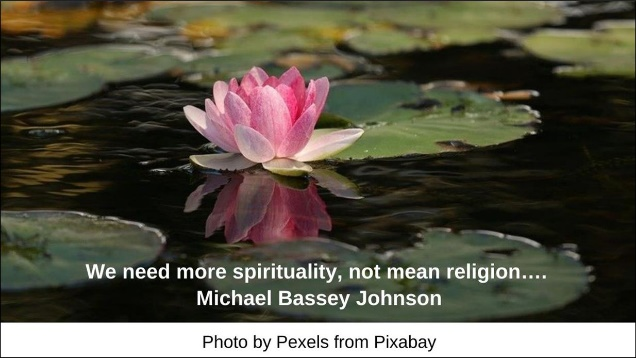 We need more spirituality, not mean religion….
Michael Bassey Johnson
Photo by Pexels from Pixabay